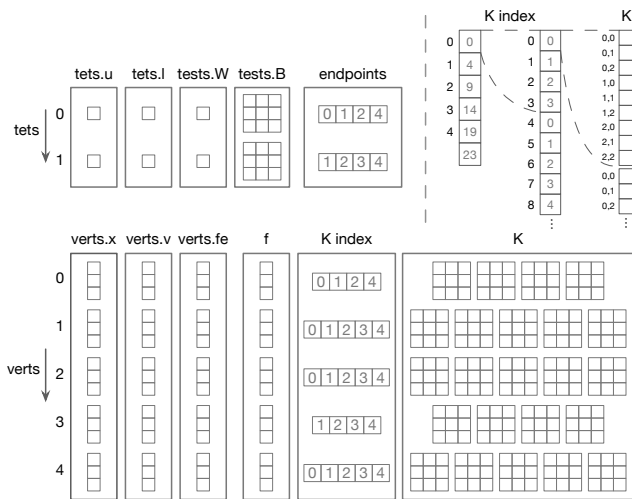 tets.u tets.l tests.W tests.B endpoints
tets
0
0 1 2 4
1
1 2 3 4
K index
0 0
1 4
2 9
3 14
4 19
23
0 0
1 1
2 2
3 3
4 0
5 1
6 2
7 3
8 4
K
0,0
0,1
0,2
1,0
1,1
1,2
2,0
2,1
2,2
0,0
0,1
0,2
verts.x verts.v verts.fe f K index K
verts
0
0 1 2 4
1
0 1 2 3 4
2
0 1 2 3 4
3
1 2 3 4
4
0 1 2 3 4